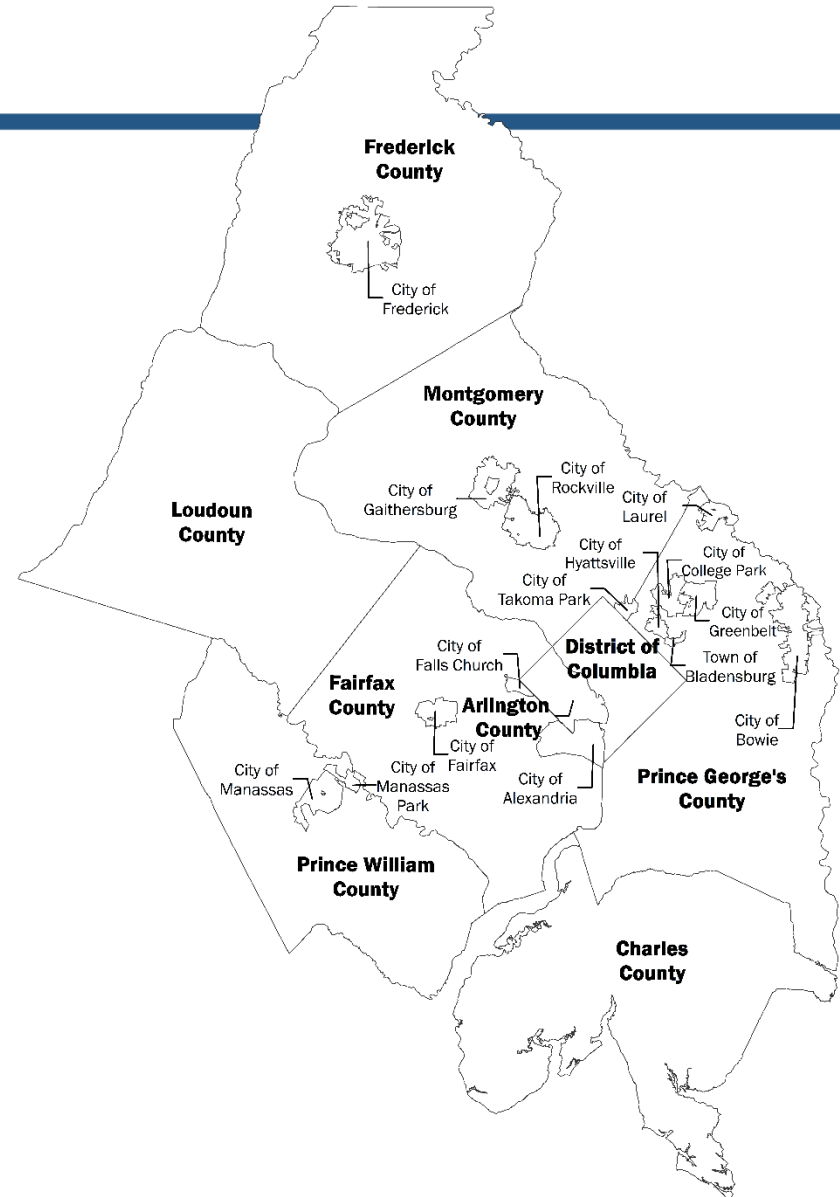 Frederick
County
City of
Frederick
Montgomery
County
City of
Rockville
City of
Gaithersburg
City of
Laurel
Loudoun
County
City of
Hyattsville
City of
College Park
City of
Takoma Park
City of
Greenbelt
City of
Falls Church
District of
Columbia
Town of
Bladensburg
Fairfax
County
Arlington
County
City of
Bowie
City of
Fairfax
City of
Manassas
City of
Manassas
Park
City of
Alexandria
Prince George's
County
Prince William
County
Charles
County